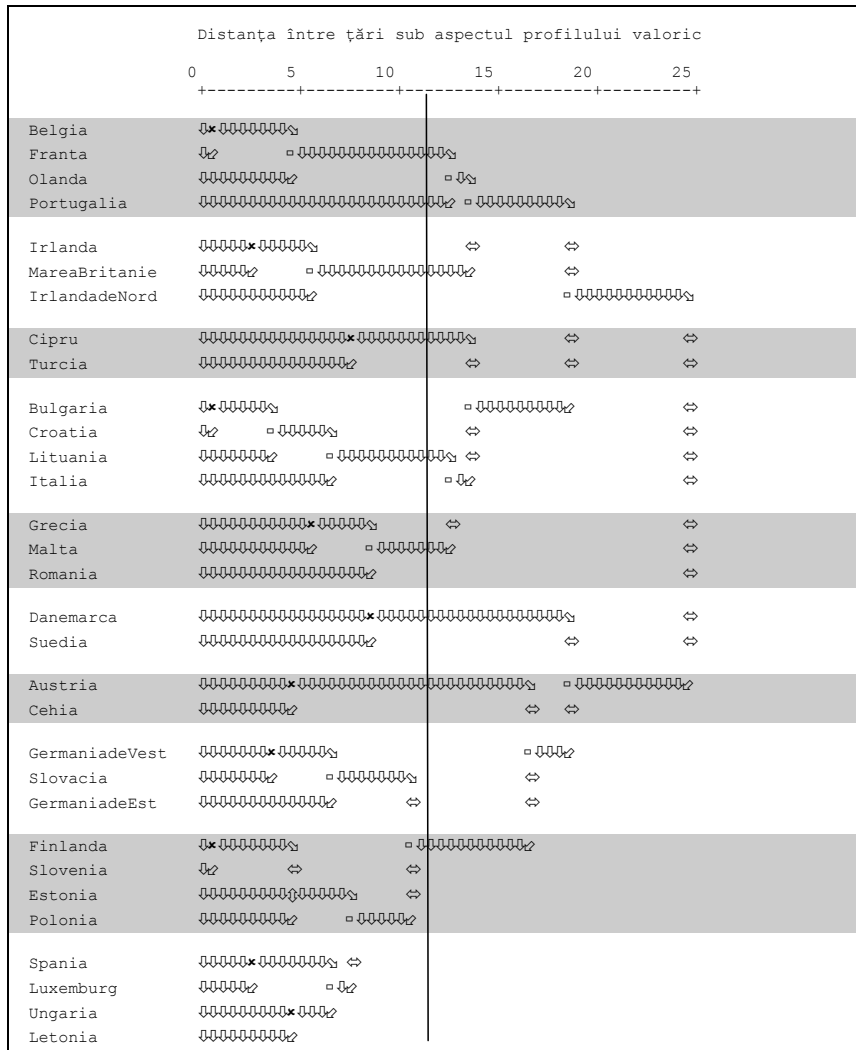 Distanța între țări sub aspectul profilului valoric
0 5 10 15 20 25
+---------+---------+---------+---------+---------+
Belgia
Franta
Olanda
Portugalia
Irlanda
MareaBritanie
IrlandadeNord
Cipru
Turcia
Bulgaria
Croatia
Lituania
Italia
Grecia
Malta
Romania
Danemarca
Suedia
Austria
Cehia
GermaniadeVest
Slovacia
GermaniadeEst
Finlanda
Slovenia
Estonia
Polonia
Spania
Luxemburg
Ungaria
Letonia